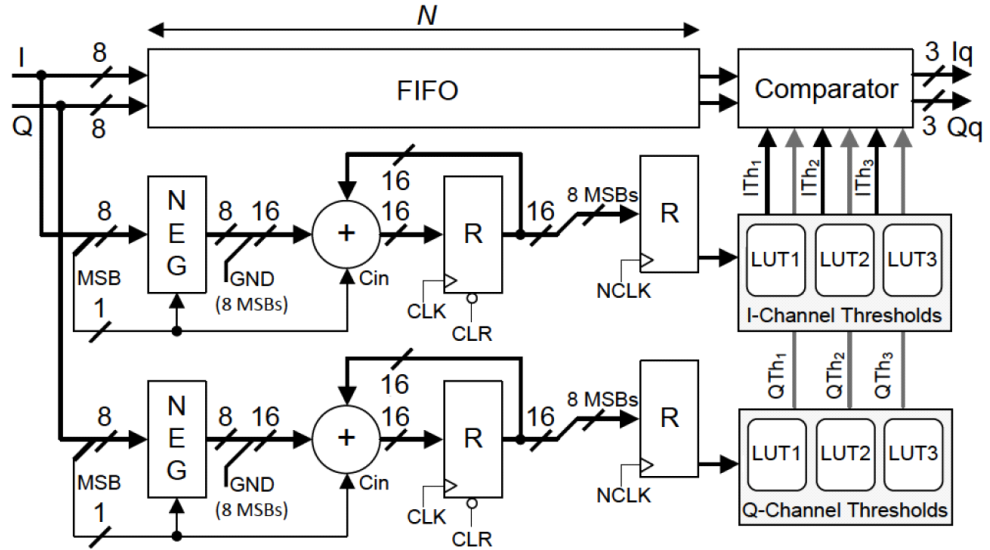 N
I 8 FIFO Comparator 3 Iq
Q 8 3 Qq
ITh1 ITh2 ITh3
16
8 NEG 8 16 + 16 16 R 16 8 MSBs R
MSB GND Cin
(8 MSBs)
1 CLK NCLK
CLR
LUT1 LUT2 LUT3
I-Channel Thresholds
QTh1 QTh2 QTh3
8 NEG 8 16 + 16 16 R 16 8 MSBs R
MSB GND Cin
(8 MSBs)
1 CLK NCLK
CLR
LUT1 LUT2 LUT3
Q-Channel Thresholds